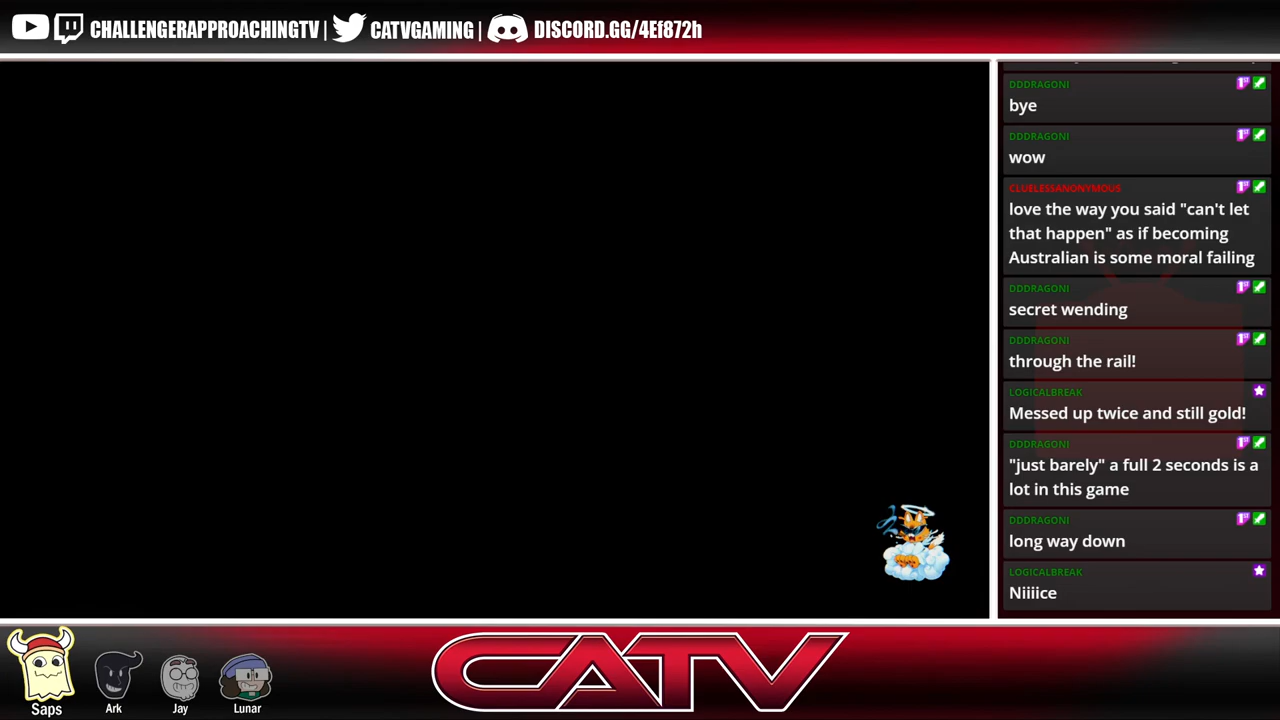 CHALLENGERAPPROACHINGTV | CATVGAMING | DISCORD.GG/4Ef872h
DDDRAGONI
bye
DDDRAGONI
wow
CLUELESSANONYMOUS
love the way you said "can't let
that happen" as if becoming
Australian is some moral failing
DDDRAGONI
secret wending
DDDRAGONI
through the rail!
LOGICALBREAK
Messed up twice and still gold!
DDDRAGONI
"just barely" a full 2 seconds is a
lot in this game
DDDRAGONI
long way down
LOGICALBREAK
Niiiice
Saps
Ark
Jay
Lunar
CATV